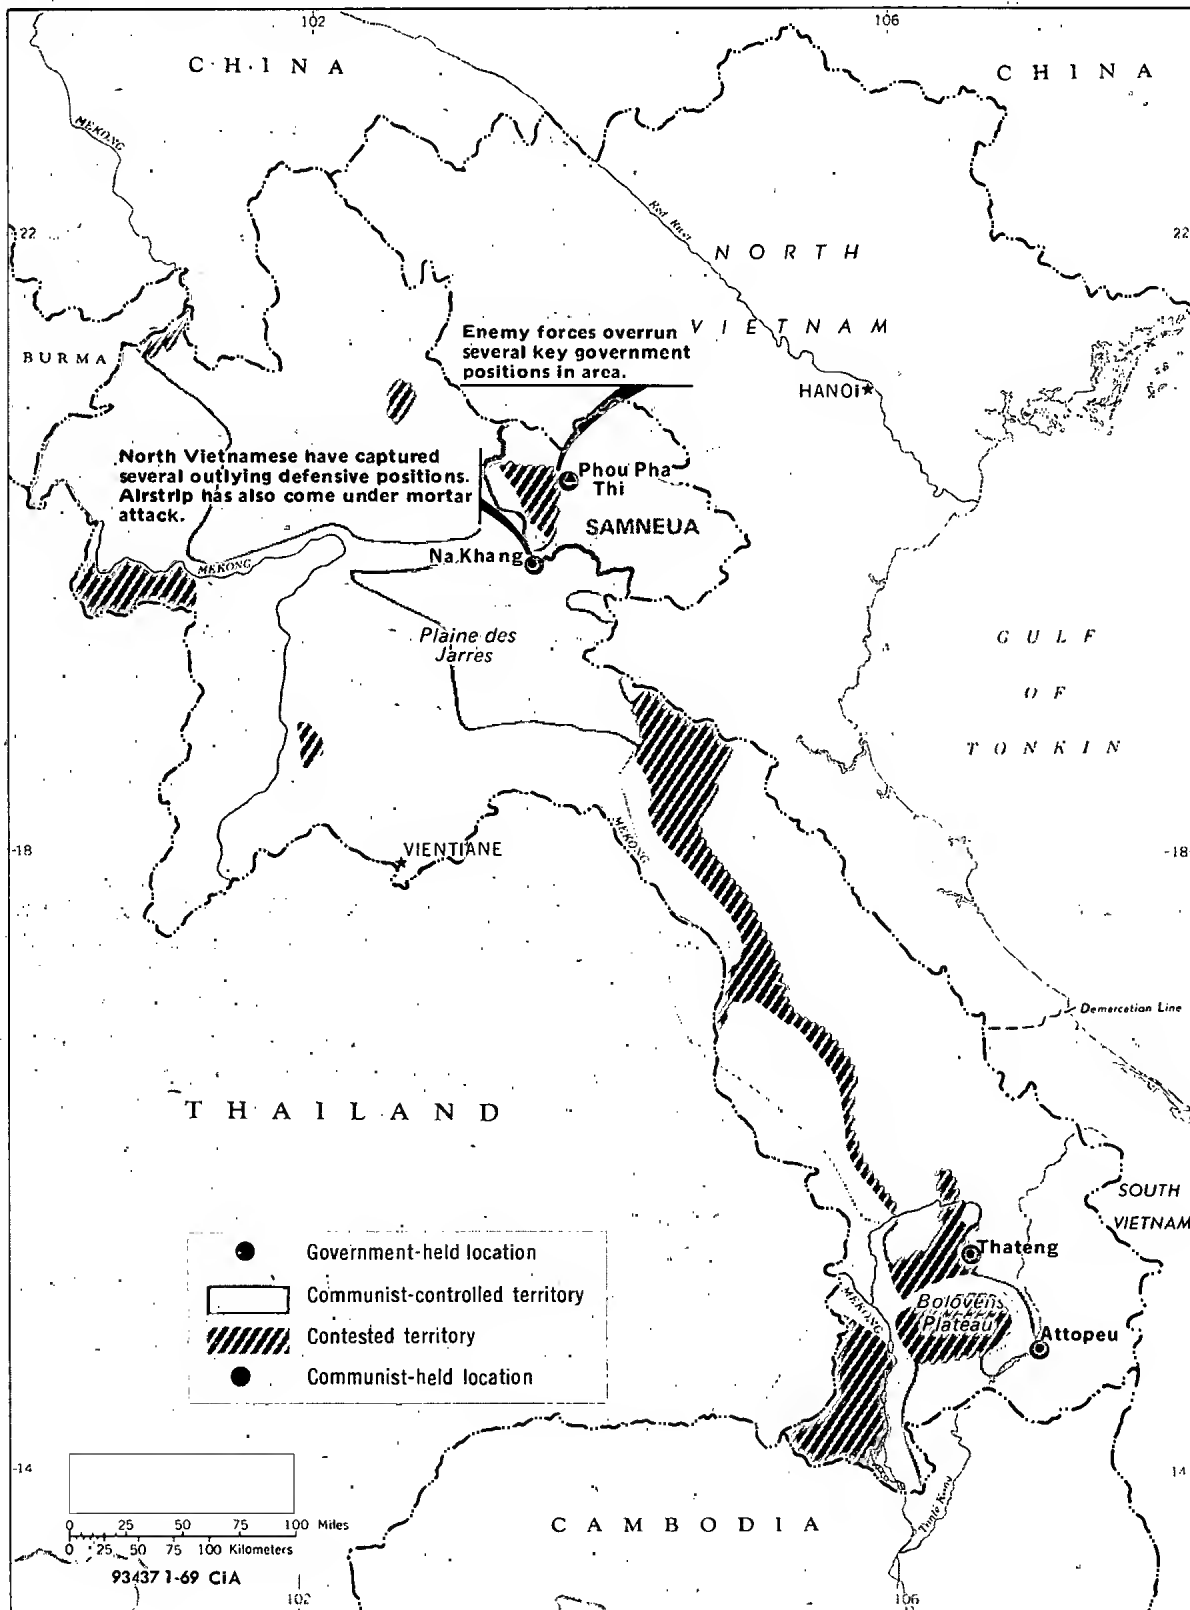 102
106
CHINA
CHINA
MEKONG
Red River
22
22
NORTH
VIETNAM
BURMA
Enemy forces overrun
several key government
positions in area.
HANOI
North Vietnamese have captured
several outlying defensive positions.
Airstrip has also come under mortar
attack.
Phou Pha
Thi
SAMNEUA
Na Khang
MEKONG
Plaine des
Jarres
GULF
OF
TONKIN
MEKONG
18
VIENTIANE
18
Demarcation Line
THAILAND
SOUTH
VIETNAM
Thateng
Bolovens
Plateau
MEKONG
Attopeu
Government-held location
Communist-controlled territory
Contested territory
Communist-held location
14
14
0 25 50 75 100 Miles
0 25 50 75 100 Kilometers
CAMBODIA
93437 1-69 CIA
102
106